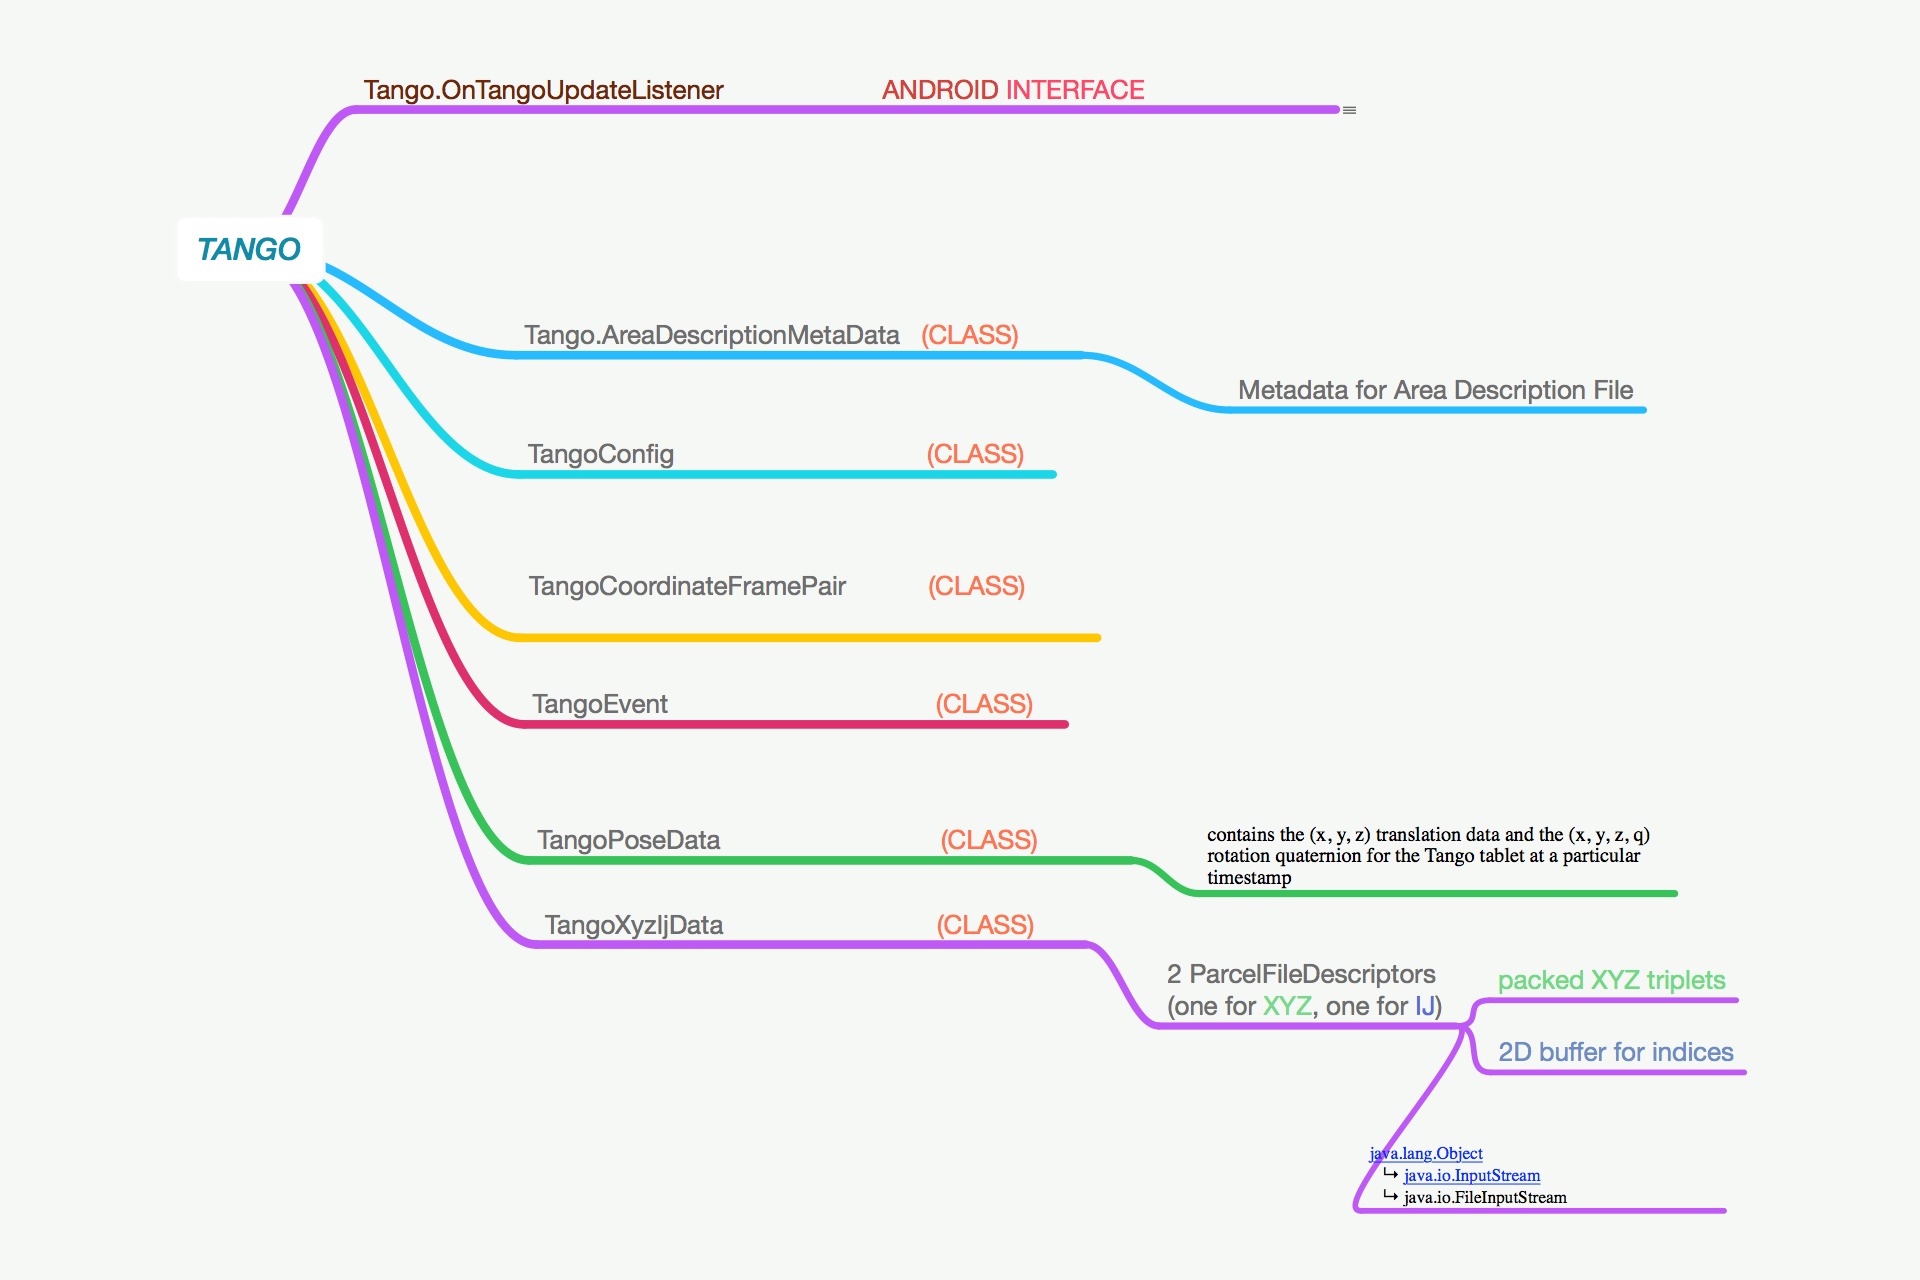 Tango.OnTangoUpdateListener ANDROID INTERFACE
TANGO
Tango.AreaDescriptionMetaData (CLASS)
Metadata for Area Description File
TangoConfig (CLASS)
TangoCoordinateFramePair (CLASS)
TangoEvent (CLASS)
TangoPoseData (CLASS)
contains the (x, y, z) translation data and the (x, y, z, q)
rotation quaternion for the Tango tablet at a particular
timestamp
TangoXyzIjData (CLASS)
2 ParcelFileDescriptors
(one for XYZ, one for IJ)
packed XYZ triplets
2D buffer for indices
java.lang.Object
↳ java.io.InputStream
↳ java.io.FileInputStream